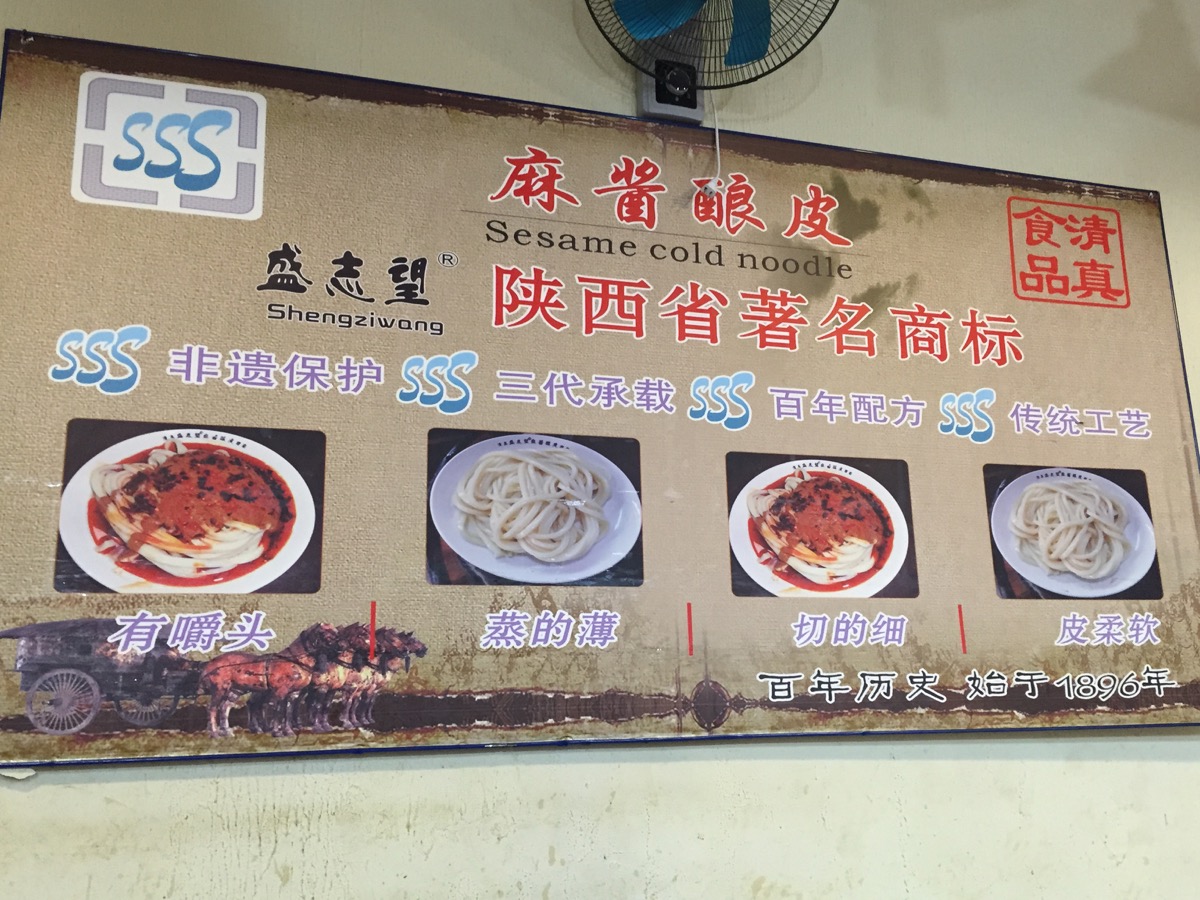 SSS
麻酱酿皮
Sesame cold noodle
清真
食品
盛志望®
Shengziwang
陕西省著名商标
SSS 非遗保护 SSS 三代承载 SSS 百年配方 SSS 传统工艺
有嚼头 蒸的薄 切的细 皮柔软
百年历史 始于1896年